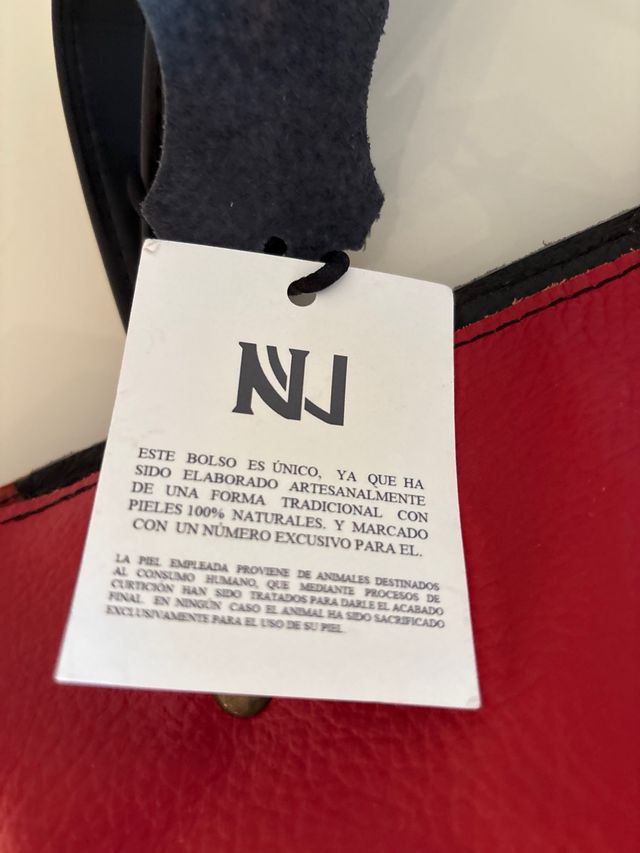 NJ
ESTE BOLSO ES ÚNICO, YA QUE HA
SIDO ELABORADO ARTESANALMENTE
DE UNA FORMA TRADICIONAL CON
PIELES 100% NATURALES. Y MARCADO
CON UN NÚMERO EXCUSIVO PARA EL.
LA PIEL EMPLEADA PROVIENE DE ANIMALES DESTINADOS
AL CONSUMO HUMANO, QUE MEDIANTE PROCESOS DE
CURTICIÓN HAN SIDO TRATADOS PARA DARLE EL ACABADO
FINAL. EN NINGÚN CASO EL ANIMAL HA SIDO SACRIFICADO
EXCLUSIVAMENTE PARA EL USO DE SU PIEL.